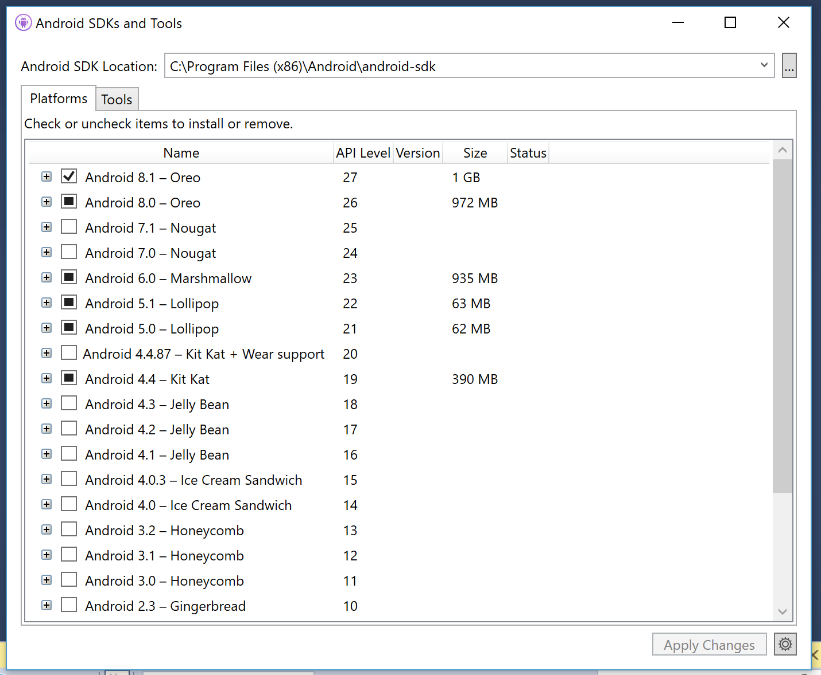 Android SDKs and Tools
Android SDK Location: C:\Program Files (x86)\Android\android-sdk ...
Platforms Tools
Check or uncheck items to install or remove.
Name API Level Version Size Status
Android 8.1 – Oreo 27 1 GB
Android 8.0 – Oreo 26 972 MB
Android 7.1 – Nougat 25
Android 7.0 – Nougat 24
Android 6.0 – Marshmallow 23 935 MB
Android 5.1 – Lollipop 22 63 MB
Android 5.0 – Lollipop 21 62 MB
Android 4.4.87 – Kit Kat + Wear support 20
Android 4.4 – Kit Kat 19 390 MB
Android 4.3 – Jelly Bean 18
Android 4.2 – Jelly Bean 17
Android 4.1 – Jelly Bean 16
Android 4.0.3 – Ice Cream Sandwich 15
Android 4.0 – Ice Cream Sandwich 14
Android 3.2 – Honeycomb 13
Android 3.1 – Honeycomb 12
Android 3.0 – Honeycomb 11
Android 2.3 – Gingerbread 10
Apply Changes